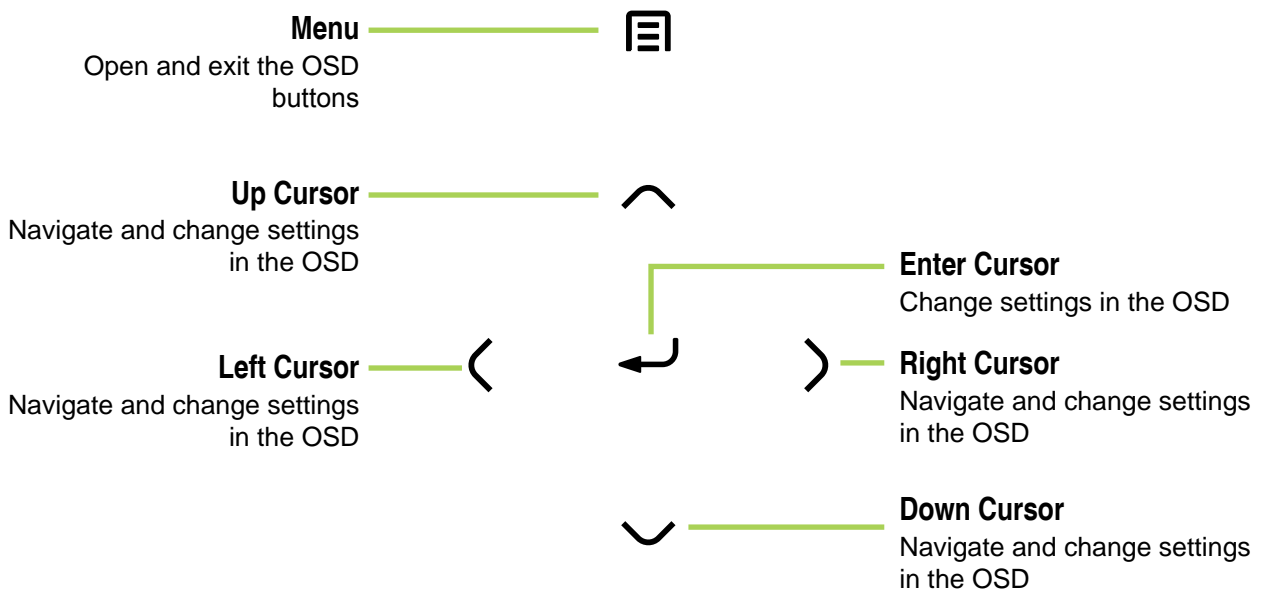 Menu
Open and exit the OSD
buttons
Up Cursor
Navigate and change settings
in the OSD
Enter Cursor
Change settings in the OSD
Left Cursor
Navigate and change settings
in the OSD
Right Cursor
Navigate and change settings
in the OSD
Down Cursor
Navigate and change settings
in the OSD